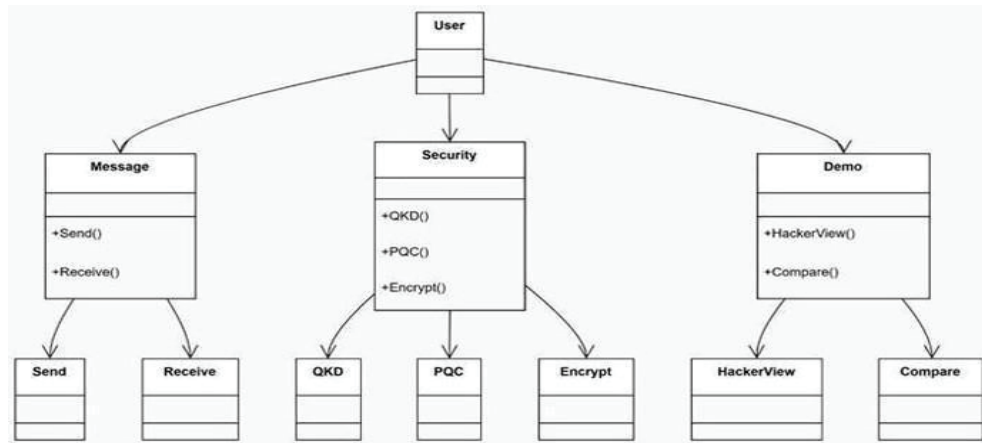 User
Message
Security
Demo
+Send()
+Receive()
+QKD()
+PQC()
+Encrypt()
+HackerView()
+Compare()
Send
Receive
QKD
PQC
Encrypt
HackerView
Compare